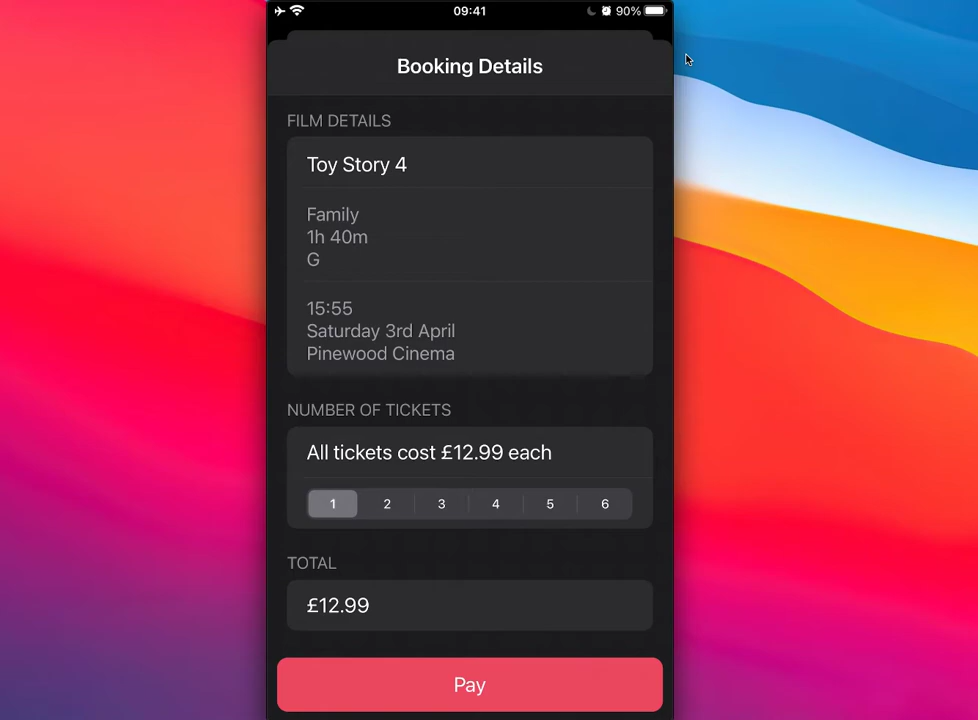 09:41
90%
Booking Details
FILM DETAILS
Toy Story 4
Family
1h 40m
G
15:55
Saturday 3rd April
Pinewood Cinema
NUMBER OF TICKETS
All tickets cost £12.99 each
1 2 3 4 5 6
TOTAL
£12.99
Pay